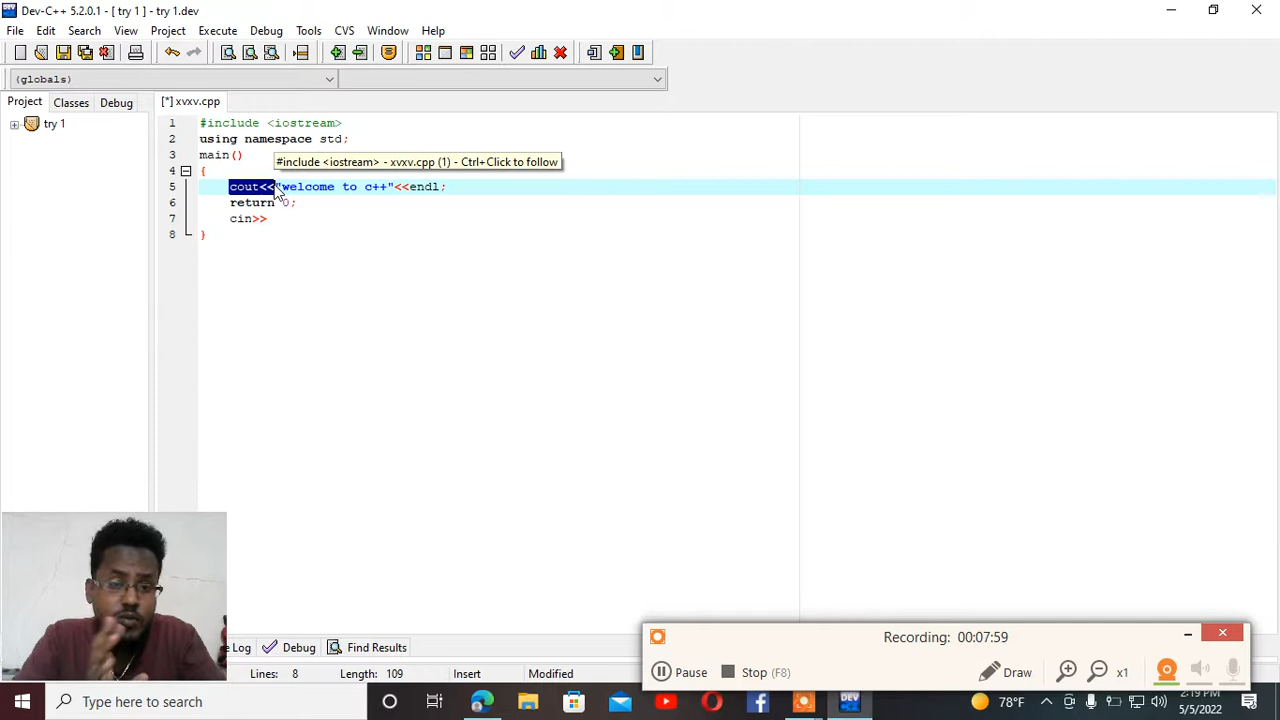 Dev-C++ 5.2.0.1 - [ try 1 ] - try 1.dev
File Edit Search View Project Execute Debug Tools CVS Window Help
(globals)
Project Classes Debug
[*] xvxv.cpp
try 1
1 #include <iostream>
2 using namespace std;
3 main()
#include <iostream> - xvxv.cpp (1) - Ctrl+Click to follow
4 {
5 cout<<"welcome to c++"<<endl;
6 return 0;
7 cin>>
8 }
Recording: 00:07:59
e Log Debug Find Results
Pause Stop (F8) Draw x1
Lines: 8 Length: 109 Insert Modified
Type here to search
DEV
78°F
2:19 PM
5/5/2022